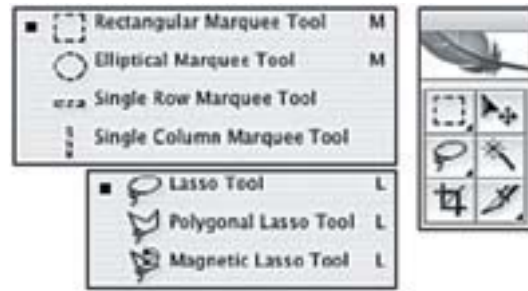 Rectangular Marquee Tool M
Elliptical Marquee Tool M
Single Row Marquee Tool
Single Column Marquee Tool
Lasso Tool L
Polygonal Lasso Tool L
Magnetic Lasso Tool L